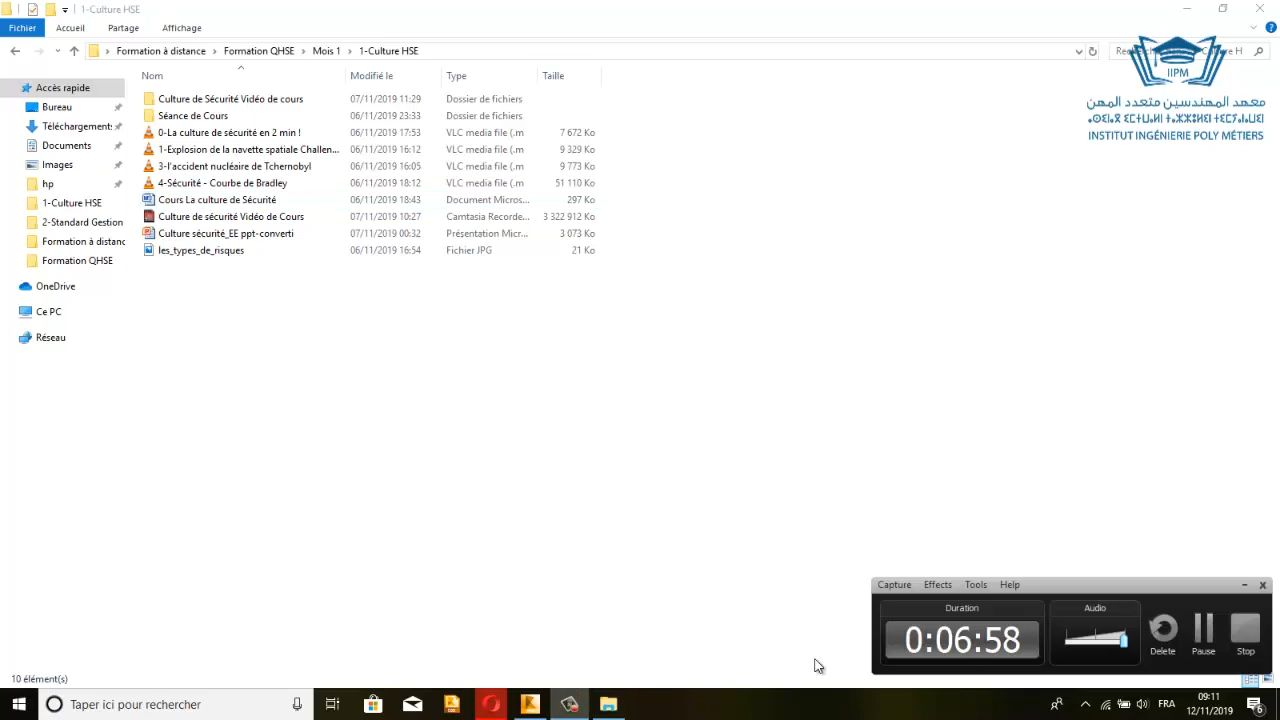 1-Culture HSE
Fichier Accueil Partage Affichage
Formation à distance > Formation QHSE > Mois 1 > 1-Culture HSE
Nom Modifié le Type Taille
Accès rapide
Bureau
Téléchargements
Documents
Images
hp
1-Culture HSE
2-Standard Gestion
Formation à distanc
Formation QHSE
OneDrive
Ce PC
Réseau
Culture de Sécurité Vidéo de cours 07/11/2019 11:29 Dossier de fichiers
Séance de Cours 06/11/2019 23:33 Dossier de fichiers
0-La culture de sécurité en 2 min ! 06/11/2019 17:53 VLC media file (.m 7 672 Ko
1-Explosion de la navette spatiale Challen... 06/11/2019 16:12 VLC media file (.m 9 329 Ko
3-l'accident nucléaire de Tchernobyl 06/11/2019 16:05 VLC media file (.m 9 773 Ko
4-Sécurité - Courbe de Bradley 06/11/2019 18:12 VLC media file (.m 51 110 Ko
Cours La culture de Sécurité 06/11/2019 18:43 Document Micros... 297 Ko
Culture de sécurité Vidéo de Cours 07/11/2019 10:27 Camtasia Recorde... 3 322 912 Ko
Culture sécurité_EE ppt-converti 07/11/2019 00:32 Présentation Micr... 3 073 Ko
les_types_de_risques 06/11/2019 16:54 Fichier JPG 21 Ko
IIPM
معهد المهندسين متعدد المهن
INSTITUT INGÉNIERIE POLY MÉTIERS
Capture Effects Tools Help
Duration Audio
0:06:58
Delete Pause Stop
10 élément(s)
Taper ici pour rechercher
FRA
09:11
12/11/2019
6